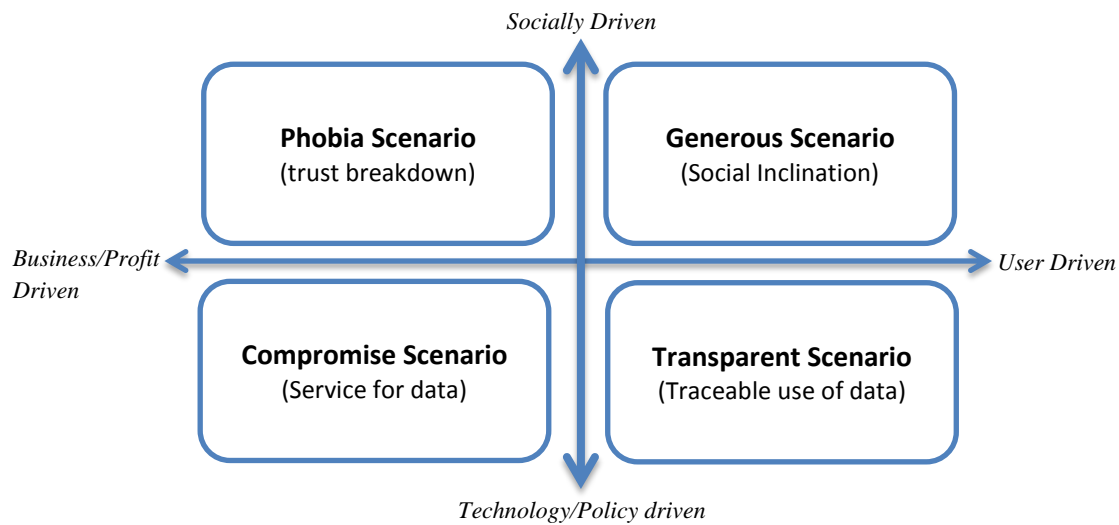 Socially Driven
Phobia Scenario
(trust breakdown)
Generous Scenario
(Social Inclination)
Business/Profit
Driven
User Driven
Compromise Scenario
(Service for data)
Transparent Scenario
(Traceable use of data)
Technology/Policy driven